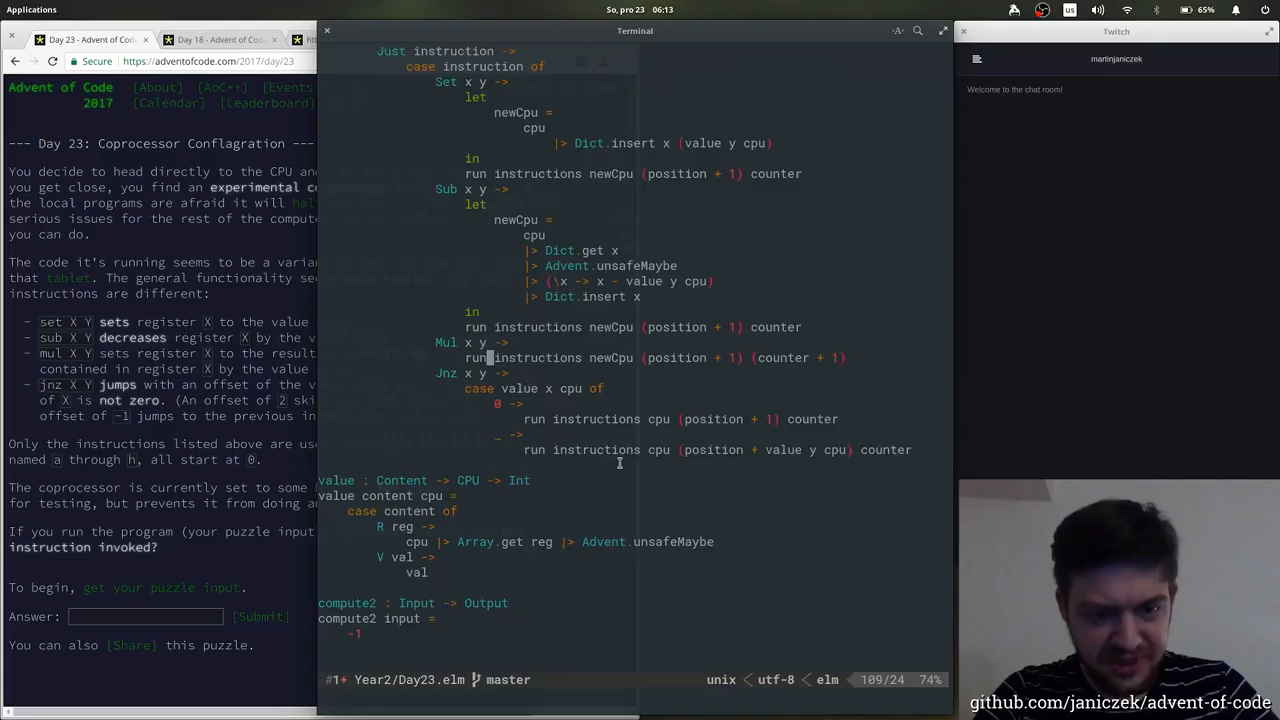 Applications
So, pro 23 06:13
us
65%
Day 23 - Advent of Cod
Day 18 - Advent of Cod
Secure
https://adventofcode.com/2017/day/23
Advent of Code [About] [AoC++] [Events
2017 [Calendar] [Leaderboard]
--- Day 23: Coprocessor Conflagration ---
You decide to head directly to the CPU and
you get close, you find an experimental c
the local programs are afraid it will hal
serious issues for the rest of the compute
you can do.
The code it's running seems to be a varia
that tablet. The general functionality se
instructions are different:
- set X Y sets register X to the value
- sub X Y decreases register X by the v
- mul X Y sets register X to the result
contained in register X by the value
- jnz X Y jumps with an offset of the v
of X is not zero. (An offset of 2 ski
offset of -1 jumps to the previous in
Only the instructions listed above are us
named a through h, all start at 0.
The coprocessor is currently set to some
for testing, but prevents it from doing an
If you run the program (your puzzle input
instruction invoked?
To begin, get your puzzle input.
Answer: [Submit]
You can also [Share] this puzzle.
Terminal
Just instruction ->
case instruction of
Set x y ->
let
newCpu =
cpu
|> Dict.insert x (value y cpu)
in
run instructions newCpu (position + 1) counter
Sub x y ->
let
newCpu =
cpu
|> Dict.get x
|> Advent.unsafeMaybe
|> (\x -> x - value y cpu)
|> Dict.insert x
in
run instructions newCpu (position + 1) counter
Mul x y ->
run instructions newCpu (position + 1) (counter + 1)
Jnz x y ->
case value x cpu of
0 ->
run instructions cpu (position + 1) counter
_ ->
run instructions cpu (position + value y cpu) counter
value : Content -> CPU -> Int
value content cpu =
case content of
R reg ->
cpu |> Array.get reg |> Advent.unsafeMaybe
V val ->
val
compute2 : Input -> Output
compute2 input =
-1
#1+ Year2/Day23.elm master unix utf-8 elm 109/24 74%
Twitch
martinjaniczek
Welcome to the chat room!
github.com/janiczek/advent-of-code